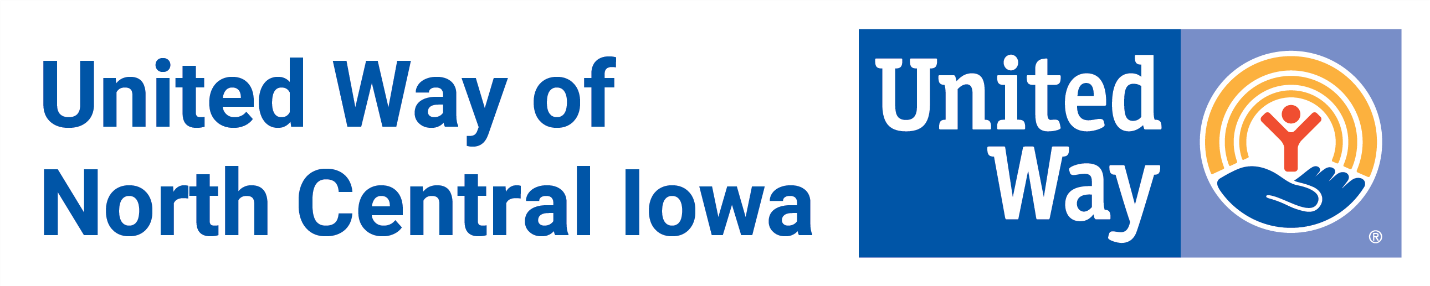 United Way of
North Central Iowa
United
Way
®